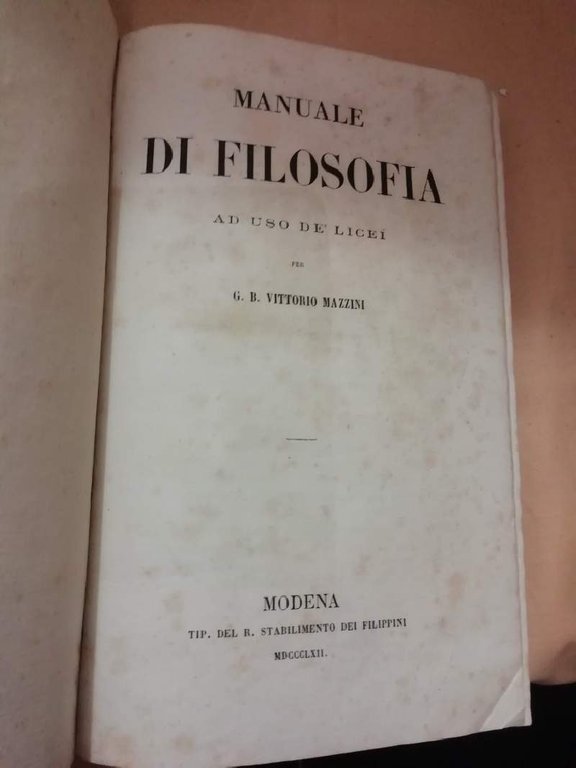 MANUALE
DI FILOSOFIA
AD USO DE' LICEI
PER
G. B. VITTORIO MAZZINI
MODENA
TIP. DEL R. STABILIMENTO DEI FILIPPINI
MDCCCLXII.